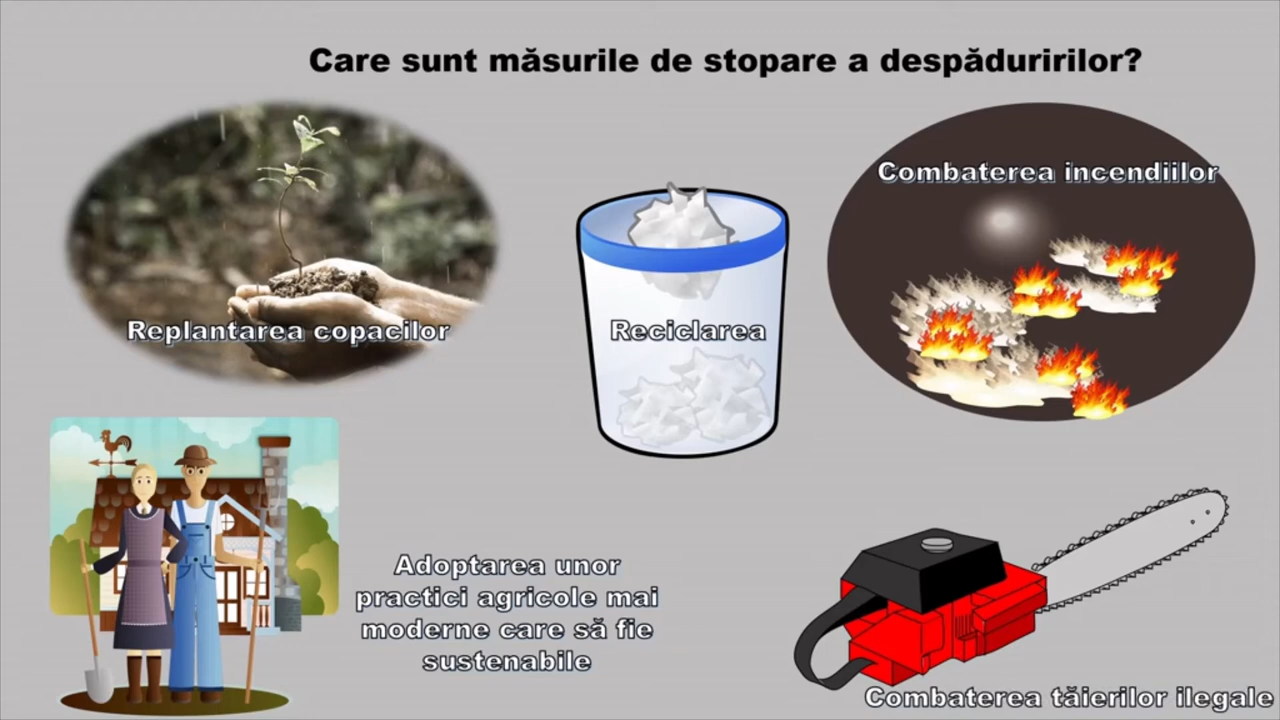 Care sunt măsurile de stopare a despăduririlor?
Combaterea incendiilor
Replantarea copacilor
Reciclarea
Adoptarea unor
practici agricole mai
moderne care să fie
sustenabile
Combaterea tăierilor ilegale